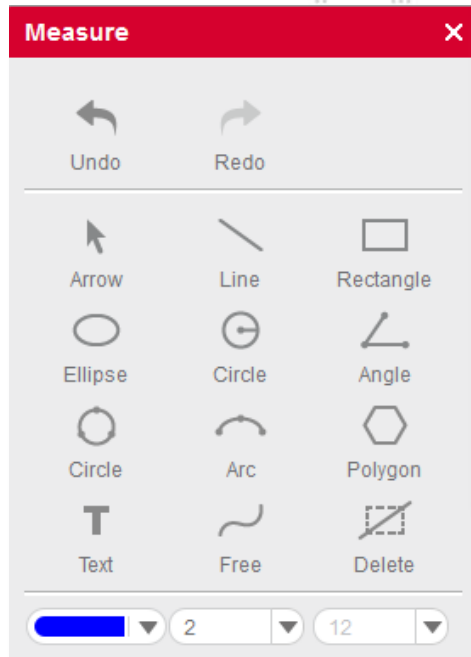 Measure
Undo Redo
Arrow Line Rectangle
Ellipse Circle Angle
Circle Arc Polygon
Text Free Delete
2 12